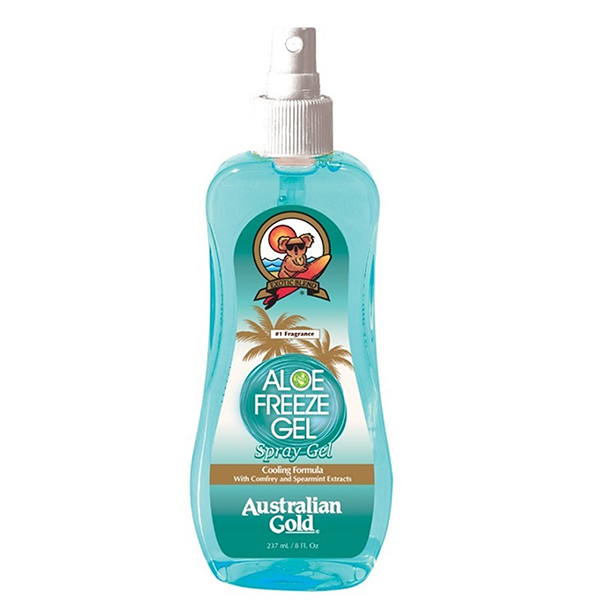 EXOTIC BLEND ®
#1 Fragrance
ALOE
FREEZE
GEL
Spray Gel
Cooling Formula
With Comfrey and Spearmint Extracts
Australian
Gold®
237 mL / 8 Fl. Oz